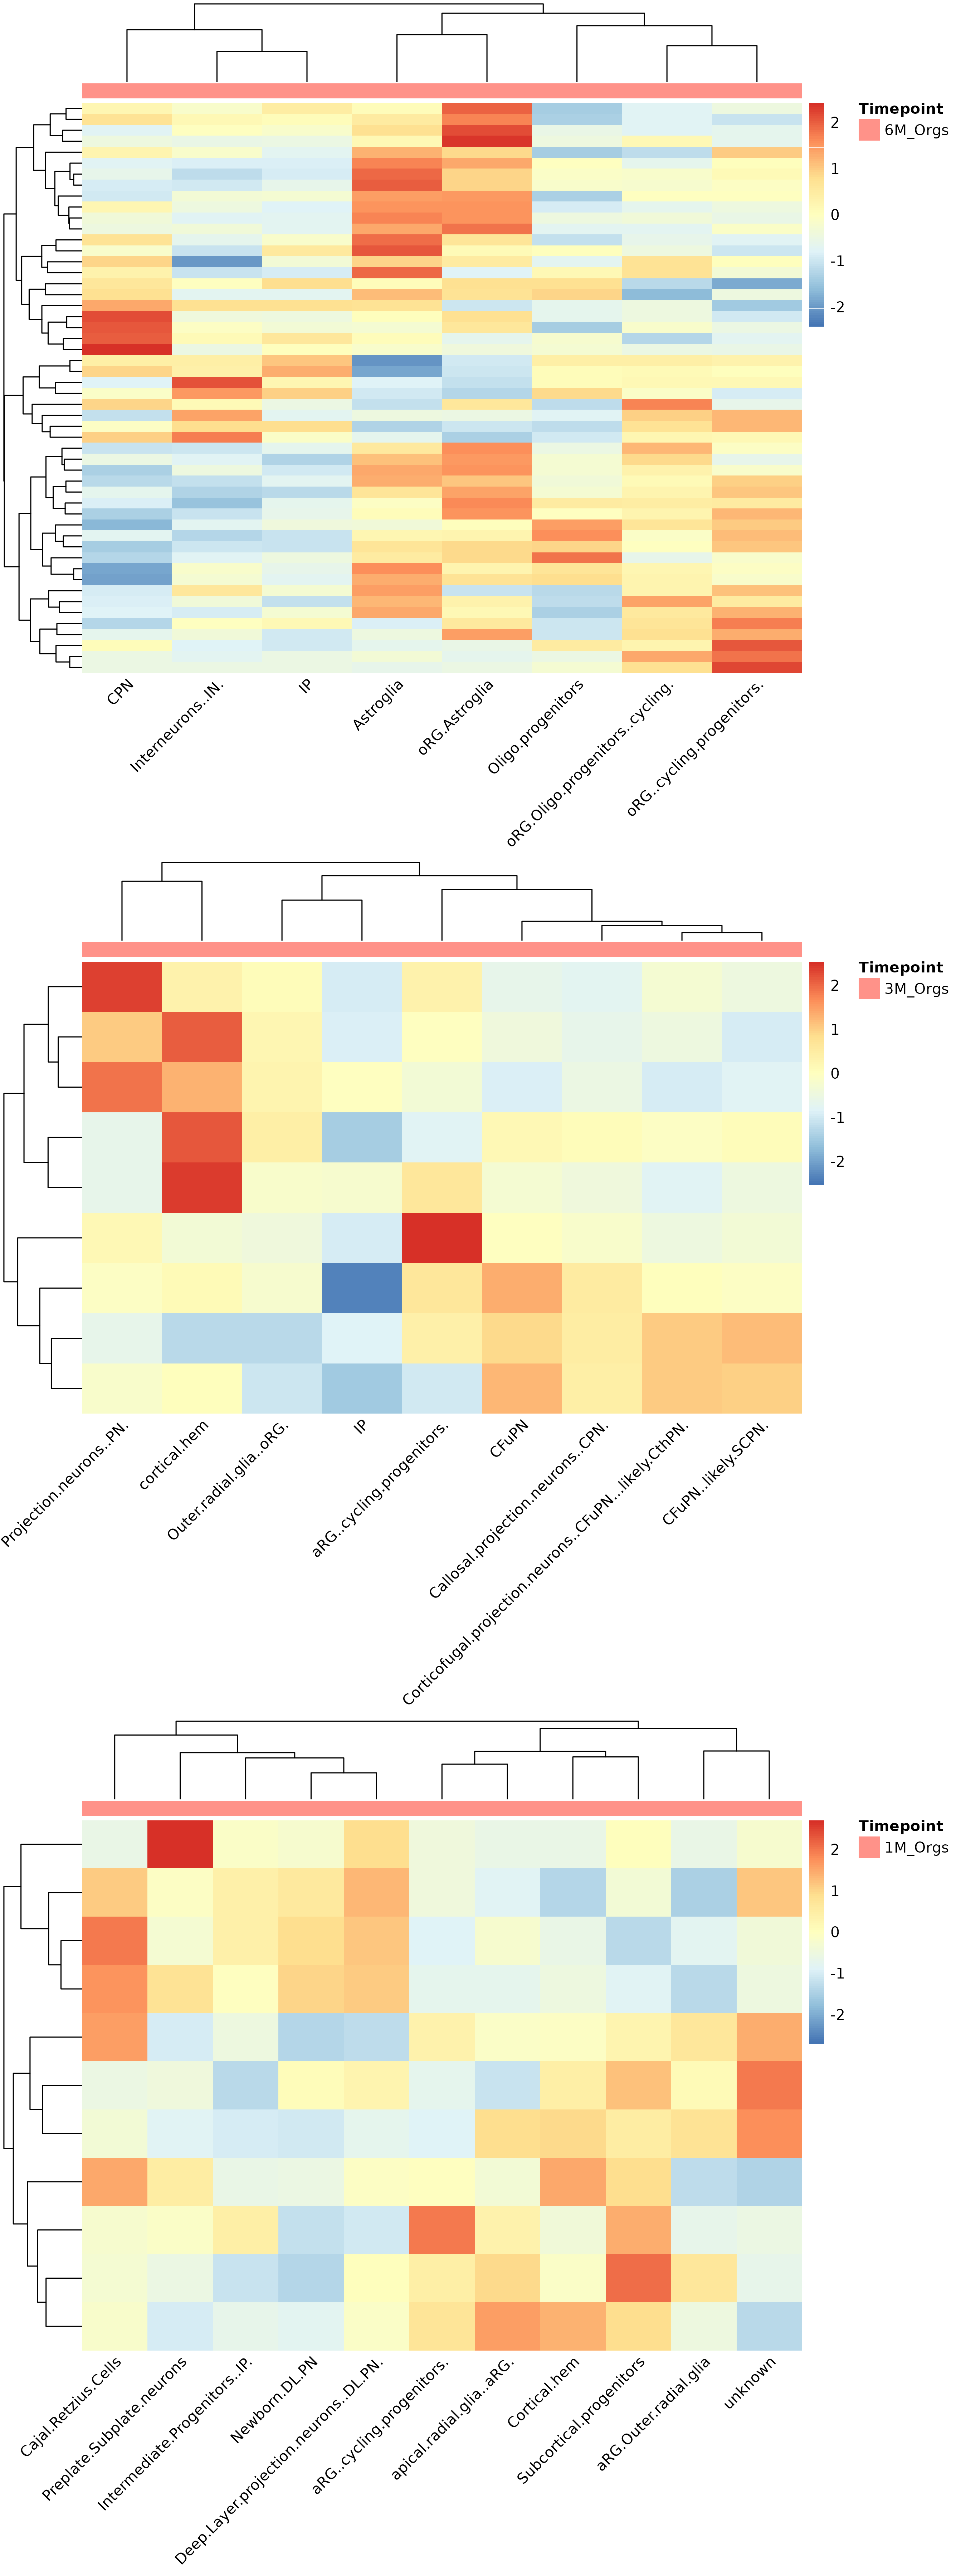 Timepoint
6M_Orgs
2
1
0
-1
-2
CPN
Interneurons..IN.
IP
Astroglia
oRG.Astroglia
Oligo.progenitors
oRG.Oligo.progenitors..cycling.
oRG..cycling.progenitors.
Timepoint
3M_Orgs
2
1
0
-1
-2
Projection.neurons..PN.
cortical.hem
Outer.radial.glia..oRG.
IP
aRG..cycling.progenitors.
CFuPN
Callosal.projection.neurons..CPN.
Corticofugal.projection.neurons..CFuPN...likely.CthPN.
CFuPN..likely.SCPN.
Timepoint
1M_Orgs
2
1
0
-1
-2
Cajal.Retzius.Cells
Preplate.Subplate.neurons
Intermediate.Progenitors..IP.
Newborn.DL.PN
Deep.Layer.projection.neurons..DL.PN.
aRG..cycling.progenitors.
apical.radial.glia..aRG.
Cortical.hem
Subcortical.progenitors
aRG.Outer.radial.glia
unknown